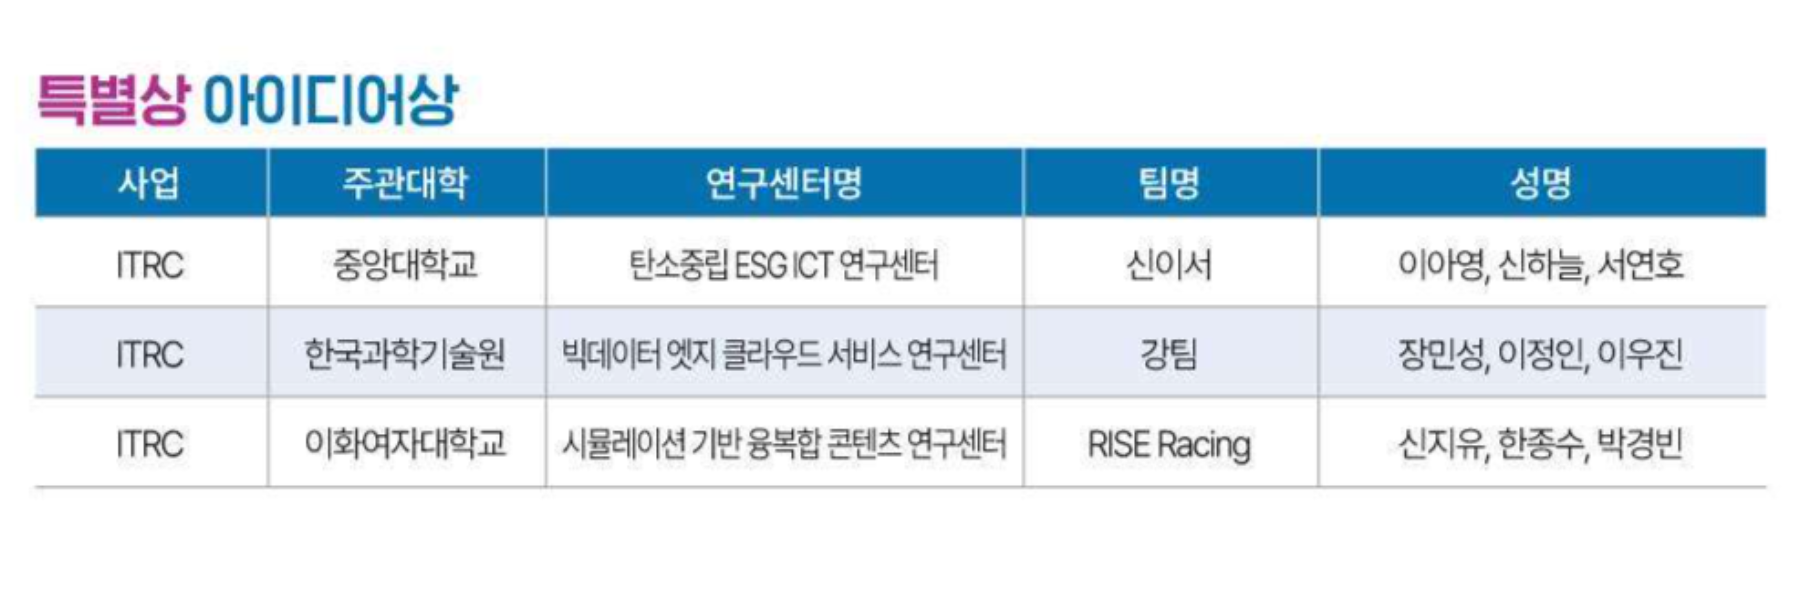 특별상 아이디어상
사업 주관대학 연구센터명 팀명 성명
ITRC 중앙대학교 탄소중립 ESG ICT 연구센터 신이서 이아영, 신하늘, 서연호
ITRC 한국과학기술원 빅데이터 엣지 클라우드 서비스 연구센터 강팀 장민성, 이정인, 이우진
ITRC 이화여자대학교 시뮬레이션 기반 융복합 콘텐츠 연구센터 RISE Racing 신지유, 한종수, 박경빈